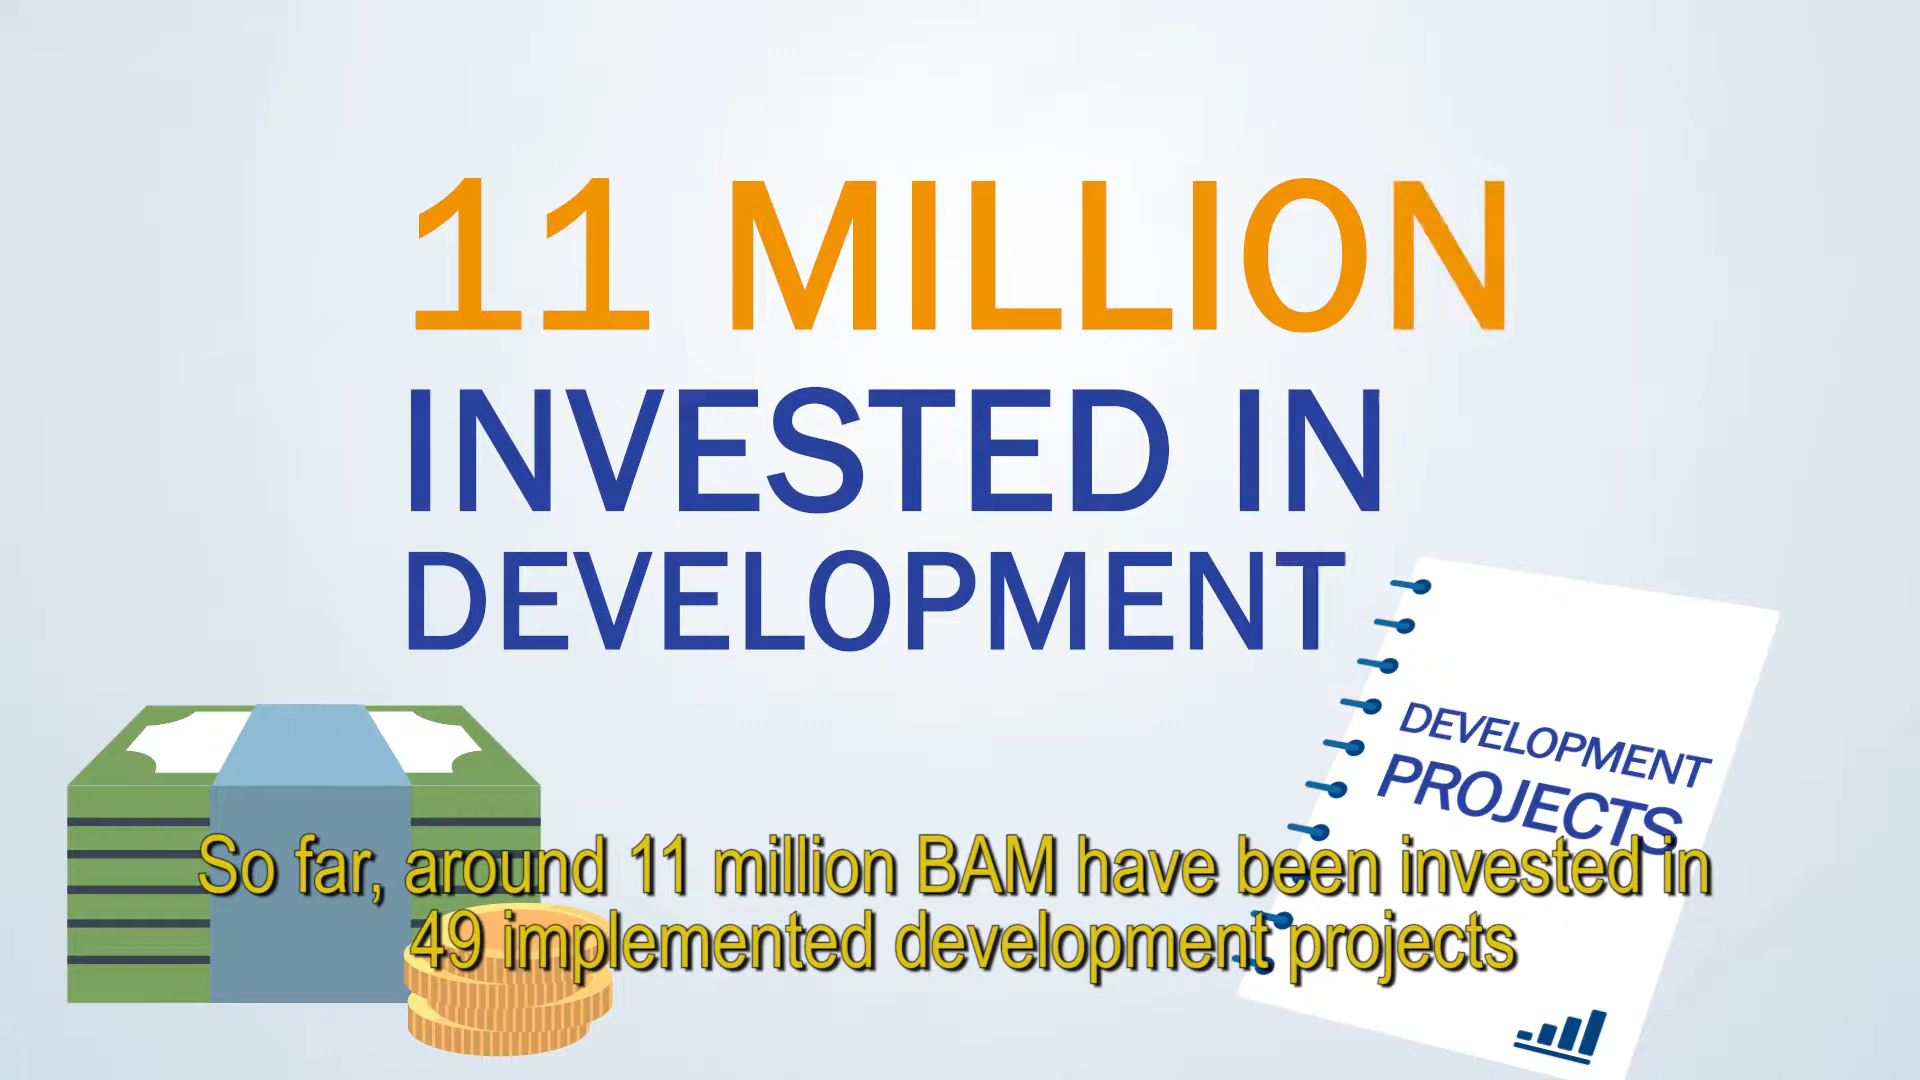 11 MILLION
INVESTED IN
DEVELOPMENT
DEVELOPMENT
PROJECTS
So far, around 11 million BAM have been invested in
49 implemented development projects